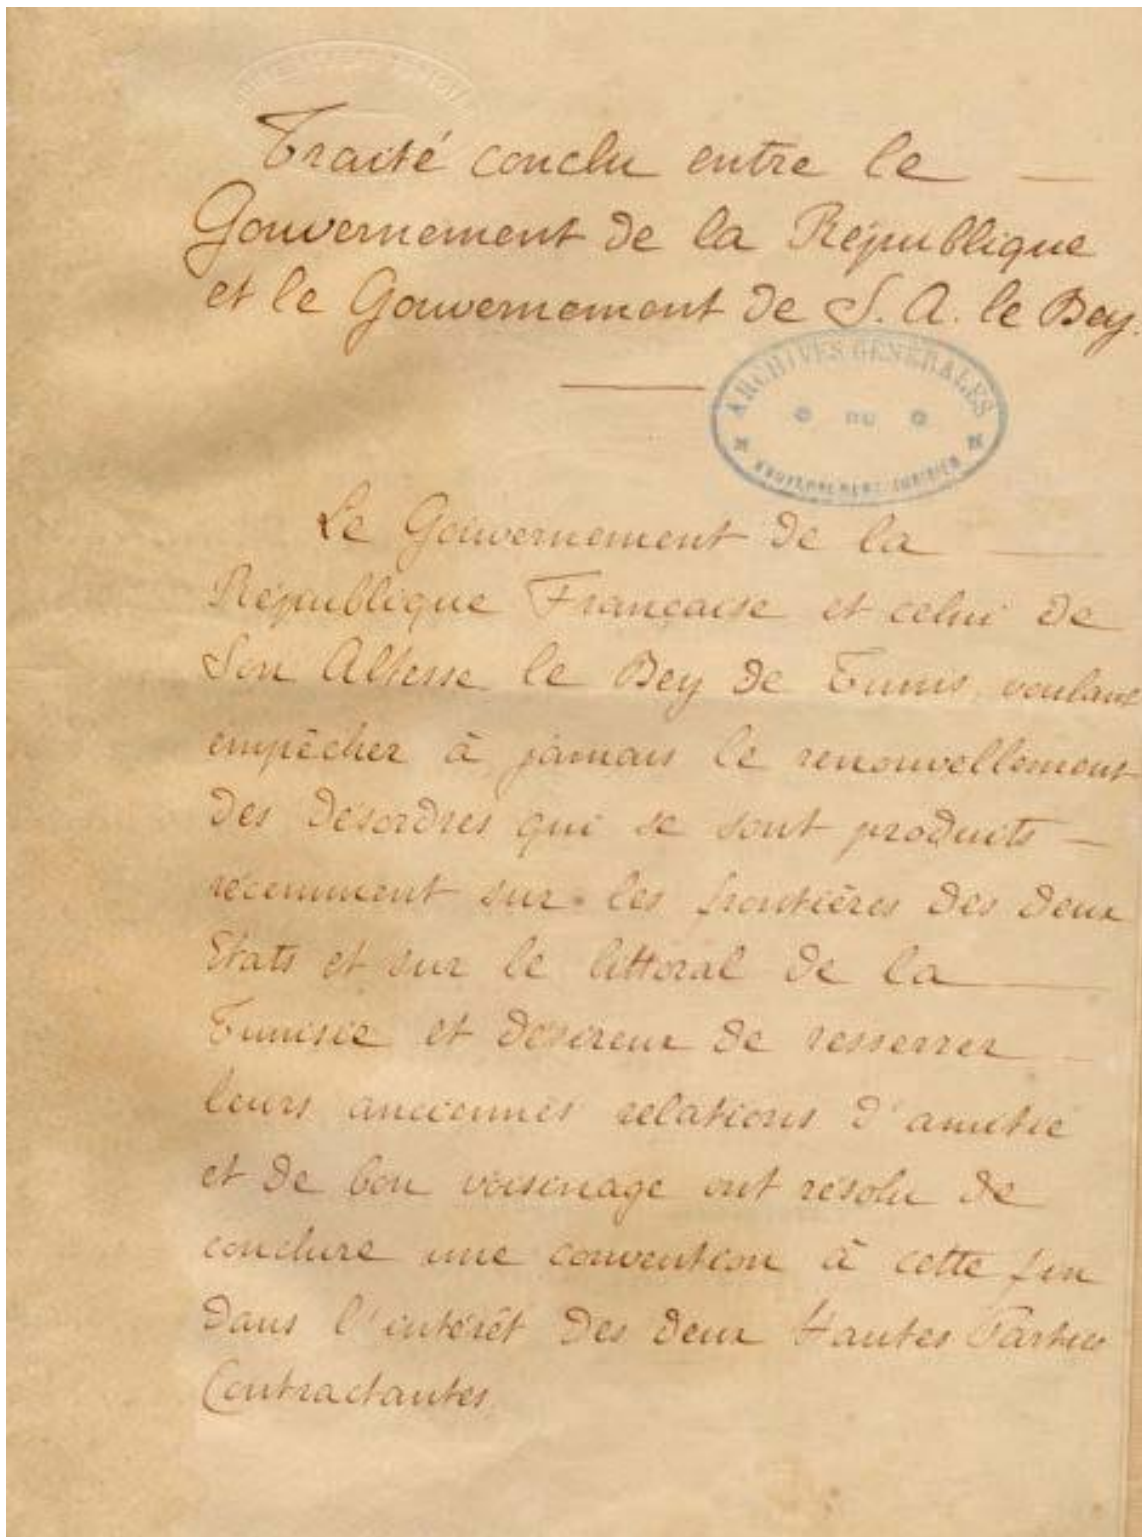 Traité conclu entre le
Gouvernement de la République
et le Gouvernement de S. A. le Bey.
ARCHIVES GÉNÉRALES
DU
GOUVERNEMENT TUNISIEN
Le Gouvernement de la
République Française et celui de
Son Altesse le Bey de Tunis, voulant
empêcher à jamais le renouvellement
des désordres qui se sont produits
récemment sur les frontières des deux
Etats et sur le littoral de la
Tunisie et désireux de resserrer
leurs anciennes relations d'amitié
et de bon voisinage ont résolu de
conclure une convention à cette fin
dans l'intérêt des deux Hautes Parties
Contractantes.